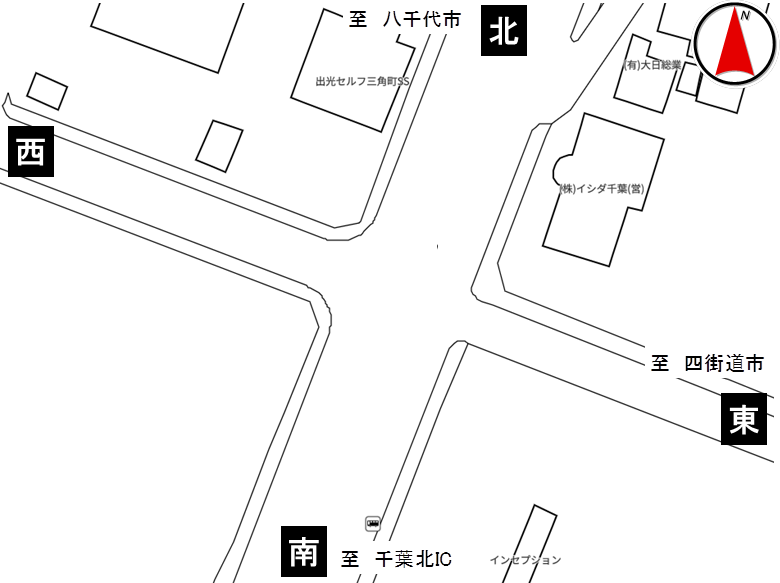 至 八千代市
北
N
(有)大日総業
出光セルフ三角町SS
西
(株)イシダ千葉(営)
至 四街道市
東
南
至 千葉北IC
インセプション